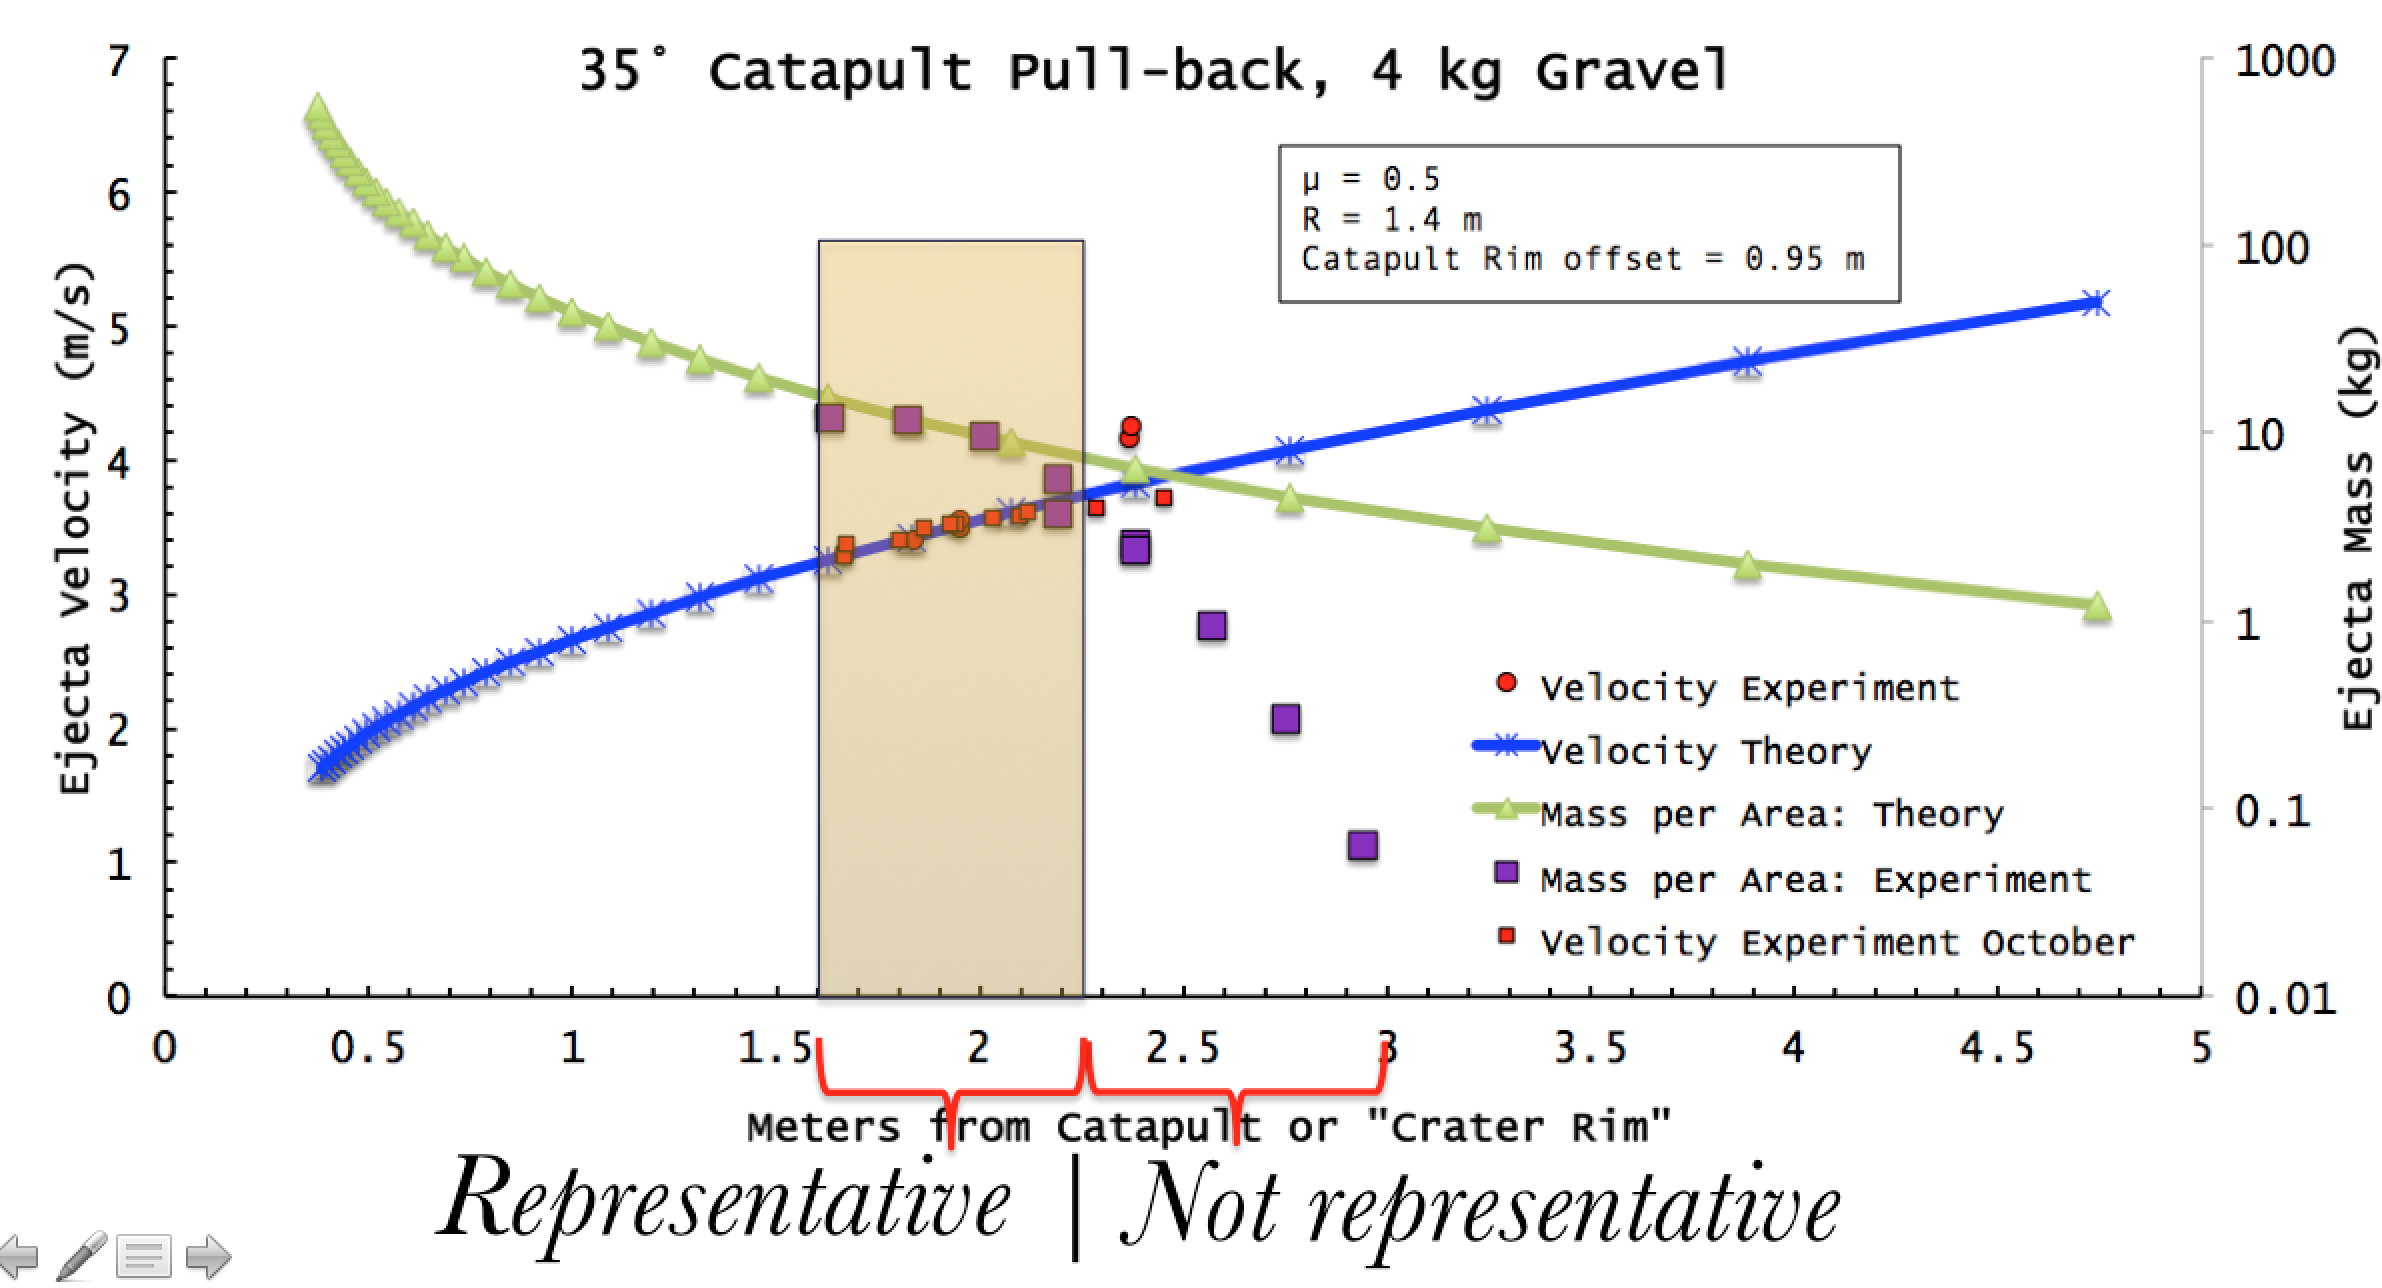 35° Catapult Pull-back, 4 kg Gravel
µ = 0.5
R = 1.4 m
Catapult Rim offset = 0.95 m
Ejecta velocity (m/s)
7
6
5
4
3
2
1
0
1000
100
10
1
0.1
0.01
Ejecta Mass (kg)
Velocity Experiment
Velocity Theory
Mass per Area: Theory
Mass per Area: Experiment
Velocity Experiment October
0 0.5 1 1.5 2 2.5 3 3.5 4 4.5 5
Meters from Catapult or "Crater Rim"
Representative | Not representative